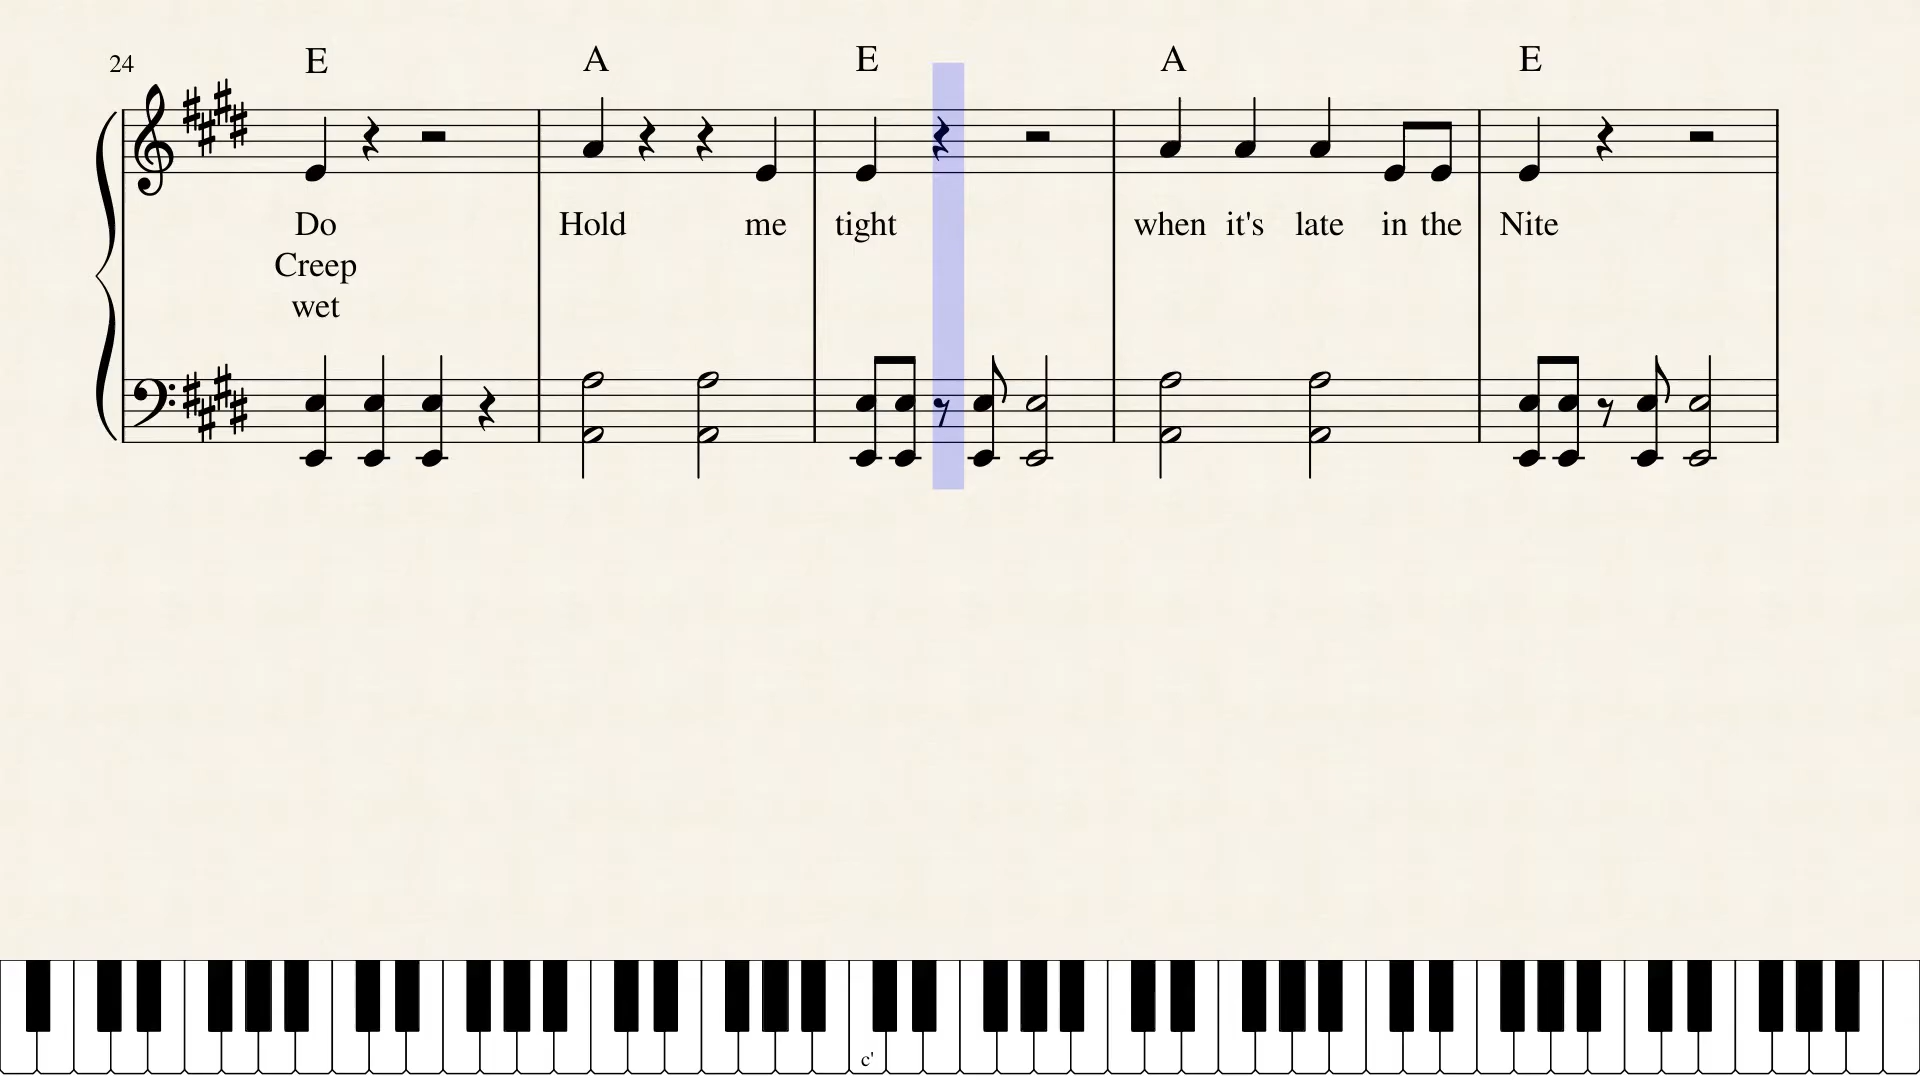 24 E A E A E
Do Hold me tight when it's late in the Nite
Creep
wet
c'